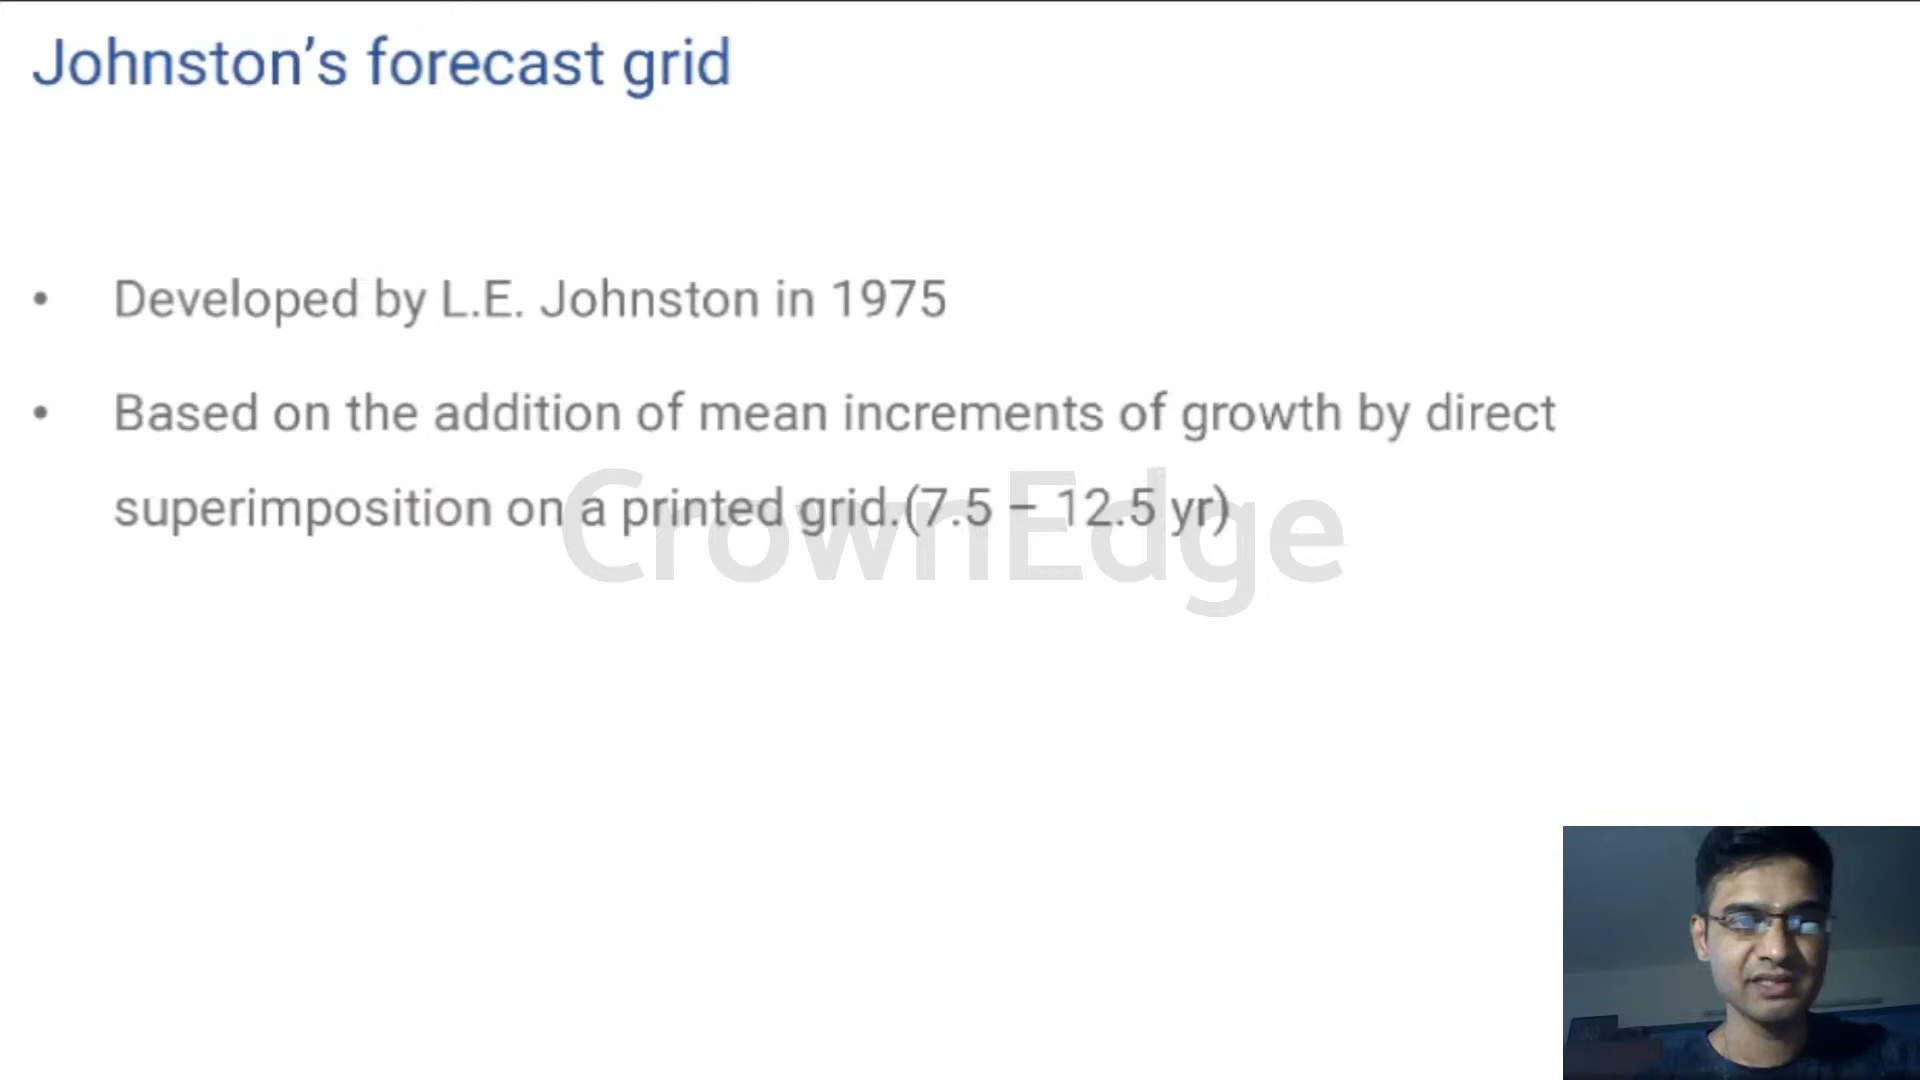 Johnston’s forecast grid
• Developed by L.E. Johnston in 1975
• Based on the addition of mean increments of growth by direct
superimposition on a printed grid.(7.5 – 12.5 yr)
CrownEdge